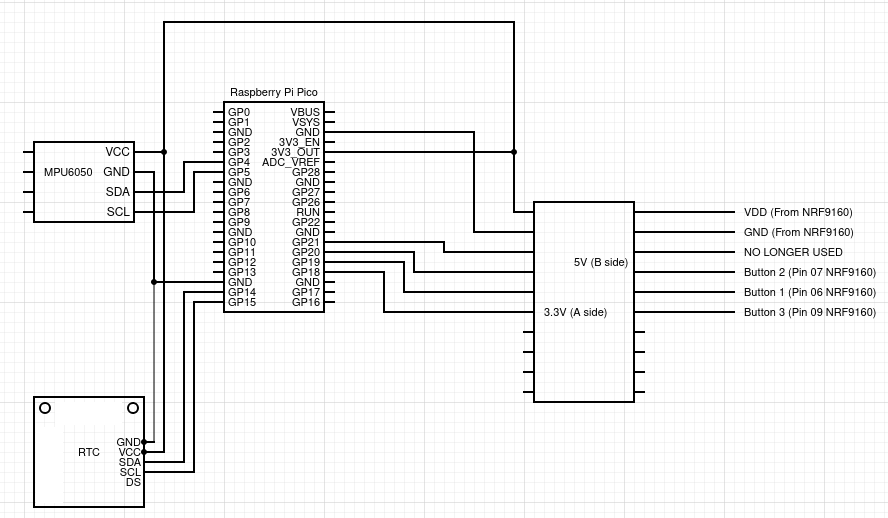 Raspberry Pi Pico
GP0 VBUS
GP1 VSYS
GND GND
GP2 3V3_EN
GP3 3V3_OUT
GP4 ADC_VREF
GP5 GP28
GND GND
GP6 GP27
GP7 GP26
GP8 RUN
GP9 GP22
GND GND
GP10 GP21
GP11 GP20
GP12 GP19
GP13 GP18
GND GND
GP14 GP17
GP15 GP16
MPU6050
VCC
GND
SDA
SCL
5V (B side)
3.3V (A side)
VDD (From NRF9160)
GND (From NRF9160)
NO LONGER USED
Button 2 (Pin 07 NRF9160)
Button 1 (Pin 06 NRF9160)
Button 3 (Pin 09 NRF9160)
RTC
GND
VCC
SDA
SCL
DS